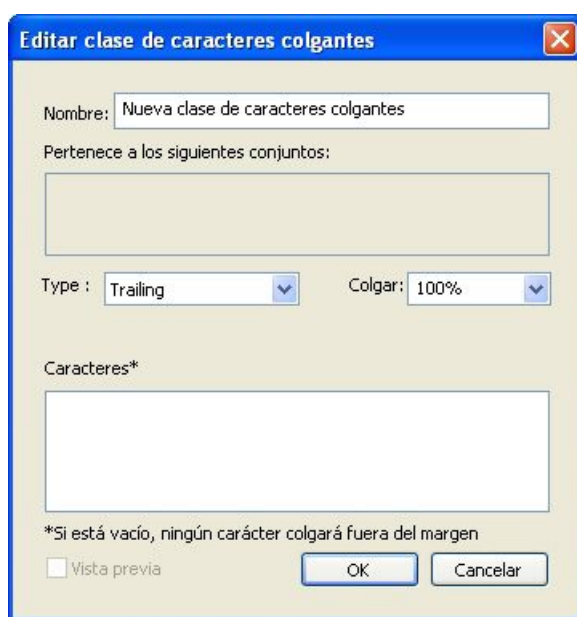 Editar clase de caracteres colgantes
Nombre: Nueva clase de caracteres colgantes
Pertenece a los siguientes conjuntos:
Type : Trailing Colgar: 100%
Caracteres*
*Si está vacío, ningún carácter colgará fuera del margen
Vista previa OK Cancelar